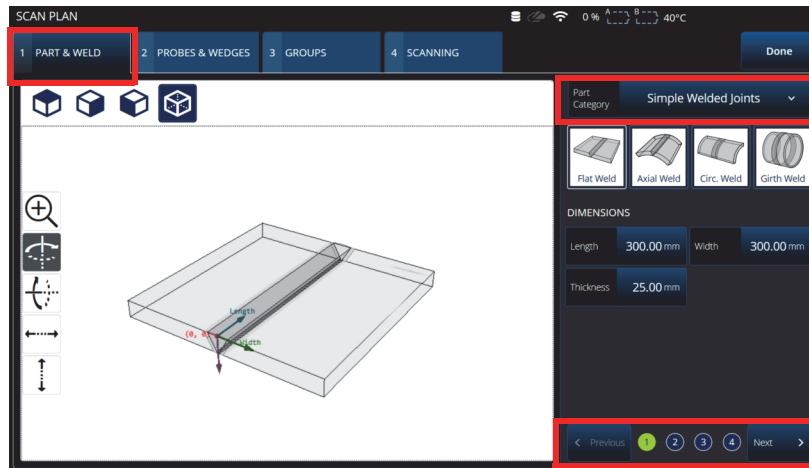 SCAN PLAN
0 % A B 40°C
1 PART & WELD 2 PROBES & WEDGES 3 GROUPS 4 SCANNING Done
Part Category Simple Welded Joints
Flat Weld Axial Weld Circ. Weld Girth Weld
DIMENSIONS
Length 300.00 mm Width 300.00 mm
Thickness 25.00 mm
Length
(0, 0)
Width
< Previous 1 2 3 4 Next >